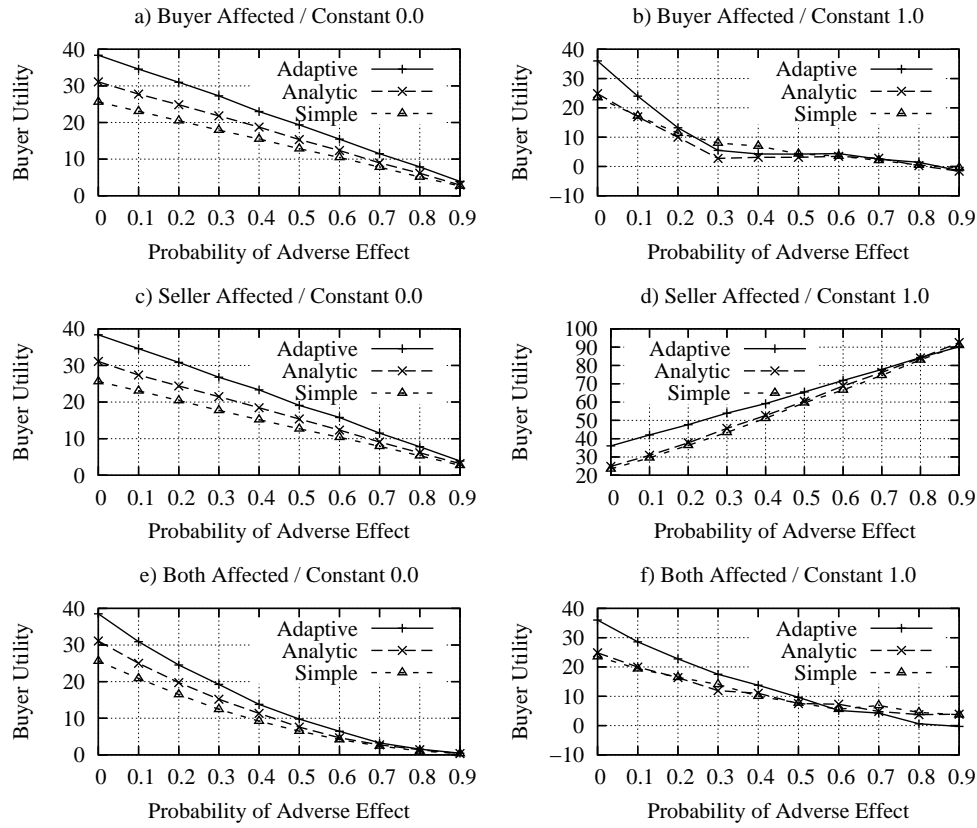 a) Buyer Affected / Constant 0.0
Buyer Utility
40
30
20
10
0
Adaptive
Analytic
Simple
0 0.1 0.2 0.3 0.4 0.5 0.6 0.7 0.8 0.9
Probability of Adverse Effect
b) Buyer Affected / Constant 1.0
Buyer Utility
40
30
20
10
0
−10
Adaptive
Analytic
Simple
0 0.1 0.2 0.3 0.4 0.5 0.6 0.7 0.8 0.9
Probability of Adverse Effect
c) Seller Affected / Constant 0.0
Buyer Utility
40
30
20
10
0
Adaptive
Analytic
Simple
0 0.1 0.2 0.3 0.4 0.5 0.6 0.7 0.8 0.9
Probability of Adverse Effect
d) Seller Affected / Constant 1.0
Buyer Utility
100
90
80
70
60
50
40
30
20
Adaptive
Analytic
Simple
0 0.1 0.2 0.3 0.4 0.5 0.6 0.7 0.8 0.9
Probability of Adverse Effect
e) Both Affected / Constant 0.0
Buyer Utility
40
30
20
10
0
Adaptive
Analytic
Simple
0 0.1 0.2 0.3 0.4 0.5 0.6 0.7 0.8 0.9
Probability of Adverse Effect
f) Both Affected / Constant 1.0
Buyer Utility
40
30
20
10
0
−10
Adaptive
Analytic
Simple
0 0.1 0.2 0.3 0.4 0.5 0.6 0.7 0.8 0.9
Probability of Adverse Effect